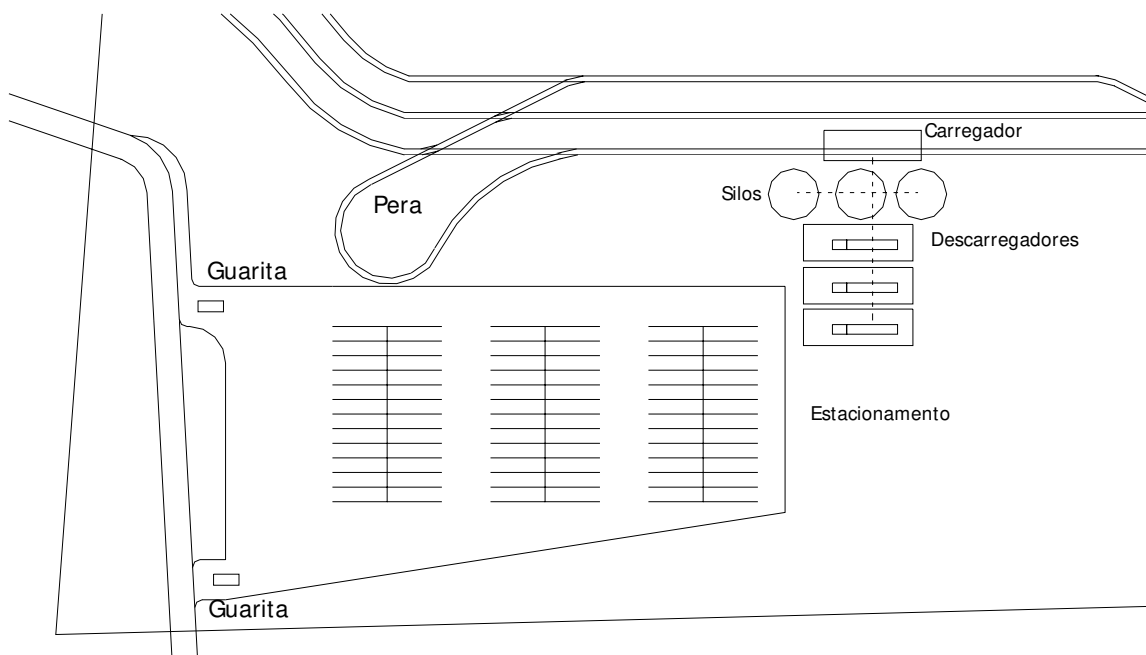 Carregador
Silos
Pera
Descarregadores
Guarita
Estacionamento
Guarita